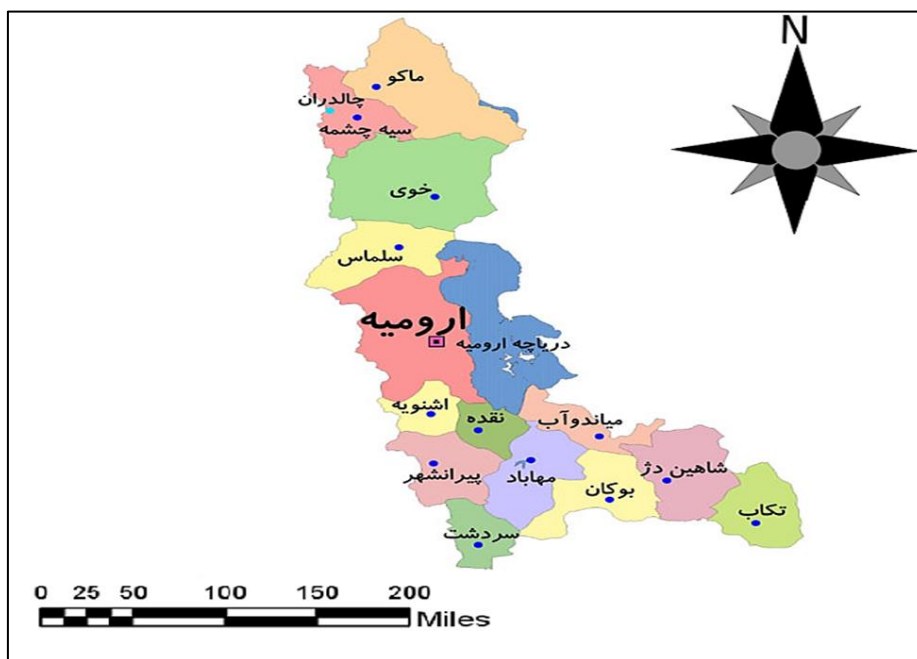 N
ماکو
چالدران
سیه چشمه
خوی
سلماس
ارومیه
دریاچه ارومیه
اشنویه
نقده
میاندوآب
پیرانشهر
مهاباد
بوکان
شاهین دژ
تکاب
سردشت
0 25 50 100 150 200
Miles